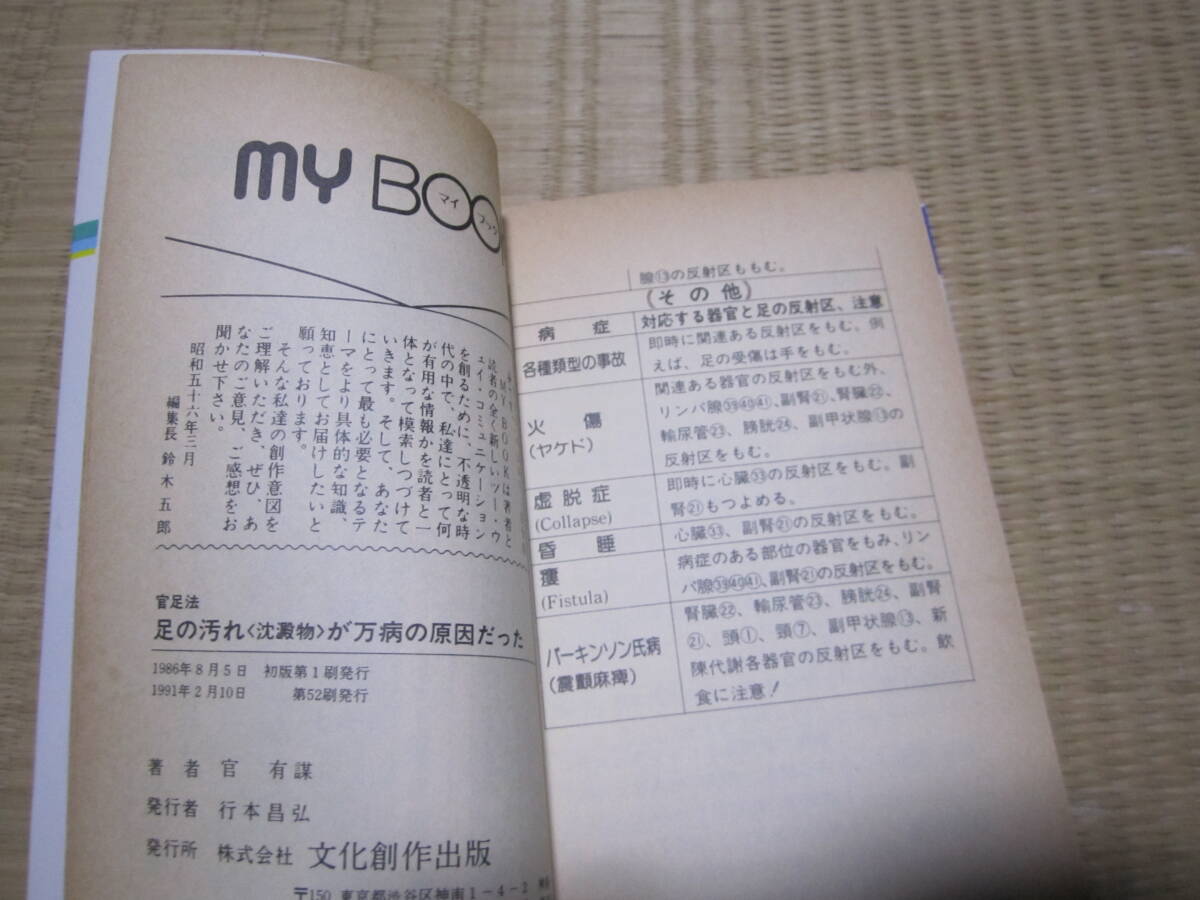 my BOO
マイ ブック
MY BOOKは著者と
読者の全く新しいツー・ウ
ェイ・コミュニケーション
を創るために、不透明な時
代の中で、私達にとって何
が有用な情報かを読者と一
体となって模索しつづけて
いきます。そして、あなた
にとって最も必要となるテ
ーマをより具体的な知識、
知恵としてお届けしたいと
願っております。
そんな私達の創作意図を
ご理解いただき、ぜひ、あ
なたのご意見、ご感想をお
聞かせ下さい。
昭和五十六年三月
編集長 鈴木五郎
官足法
足の汚れ〈沈澱物〉が万病の原因だった
1986年8月5日 初版第1刷発行
1991年2月10日 第52刷発行
著者 官有謀
発行者 行本昌弘
発行所 株式会社 文化創作出版
〒150 東京都渋谷区神南1-4-2
腺⑬の反射区ももむ。
(その他)
病症 対応する器官と足の反射区、注意
各種類型の事故
即時に関連ある反射区をもむ。例
えば、足の受傷は手をもむ。
火傷
(ヤケド)
関連ある器官の反射区をもむ外、
リンパ腺㊴㊵㊶、副腎㉑、腎臓㉒、
輸尿管㉓、膀胱㉔、副甲状腺⑬の
反射区をもむ。
虚脱症
(Collapse)
即時に心臓㉝の反射区をもむ。副
腎㉑もつよめる。
昏睡
心臓㉝、副腎㉑の反射区をもむ。
瘻
(Fistula)
病症のある部位の器官をもみ、リン
パ腺㊴㊵㊶、副腎㉑の反射区をもむ。
パーキンソン氏病
(震顫麻痺)
腎臓㉒、輸尿管㉓、膀胱㉔、副腎
㉑、頭①、頸⑦、副甲状腺⑬、新
陳代謝各器官の反射区をもむ。飲
食に注意!